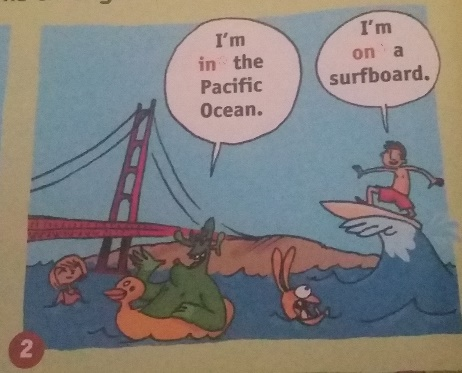 I'm
in the
Pacific
Ocean.
I'm
on a
surfboard.
2